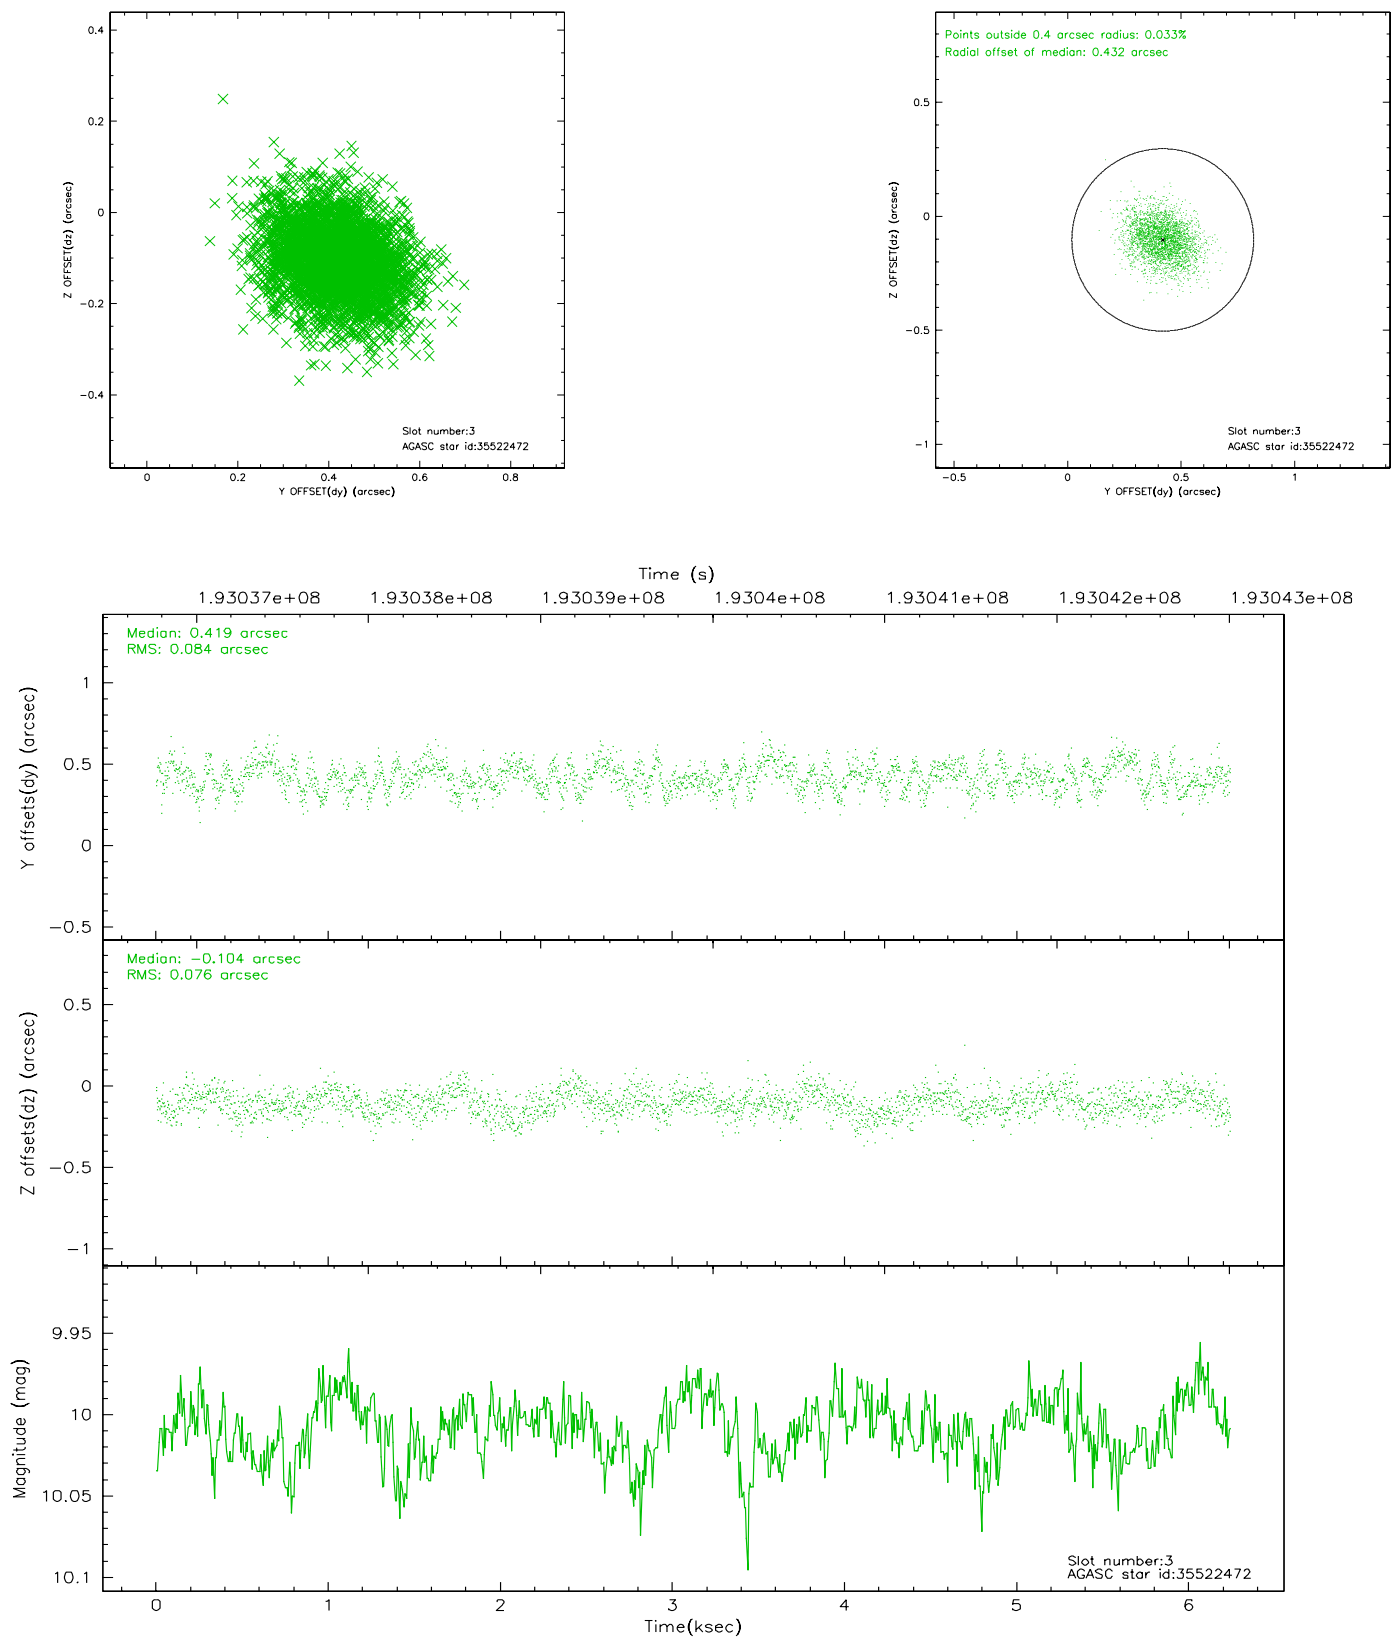 0.4
0.2
0
−0.2
−0.4
Z OFFSET(dz) (arcsec)
Slot number:3
AGASC star id:35522472
0 0.2 0.4 0.6 0.8
Y OFFSET(dy) (arcsec)
Points outside 0.4 arcsec radius: 0.033%
Radial offset of median: 0.432 arcsec
0.5
0
−0.5
−1
Z OFFSET(dz) (arcsec)
Slot number:3
AGASC star id:35522472
−0.5 0 0.5 1
Y OFFSET(dy) (arcsec)
Time (s)
1.93037e+08 1.93038e+08 1.93039e+08 1.9304e+08 1.93041e+08 1.93042e+08 1.93043e+08
Median: 0.419 arcsec
RMS: 0.084 arcsec
1
0.5
0
−0.5
Y offsets(dy) (arcsec)
Median: −0.104 arcsec
RMS: 0.076 arcsec
0.5
0
−0.5
−1
Z offsets(dz) (arcsec)
9.95
10
10.05
10.1
Magnitude (mag)
Slot number:3
AGASC star id:35522472
0 1 2 3 4 5 6
Time(ksec)